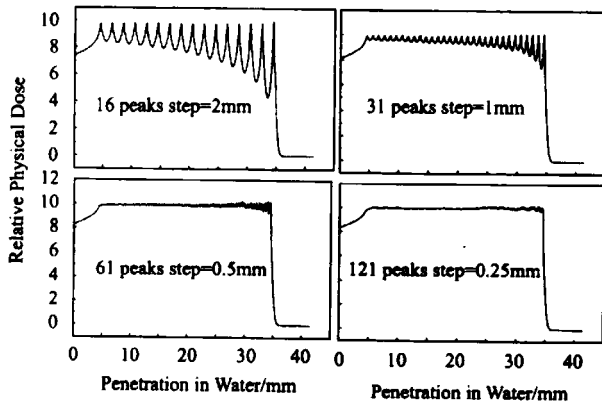 Relative Physical Dose
10
8
6
4
2
0
16 peaks step=2mm
31 peaks step=1mm
12
10
8
6
4
2
0
61 peaks step=0.5mm
121 peaks step=0.25mm
0 10 20 30 40
0 10 20 30 40
Penetration in Water/mm
Penetration in Water/mm